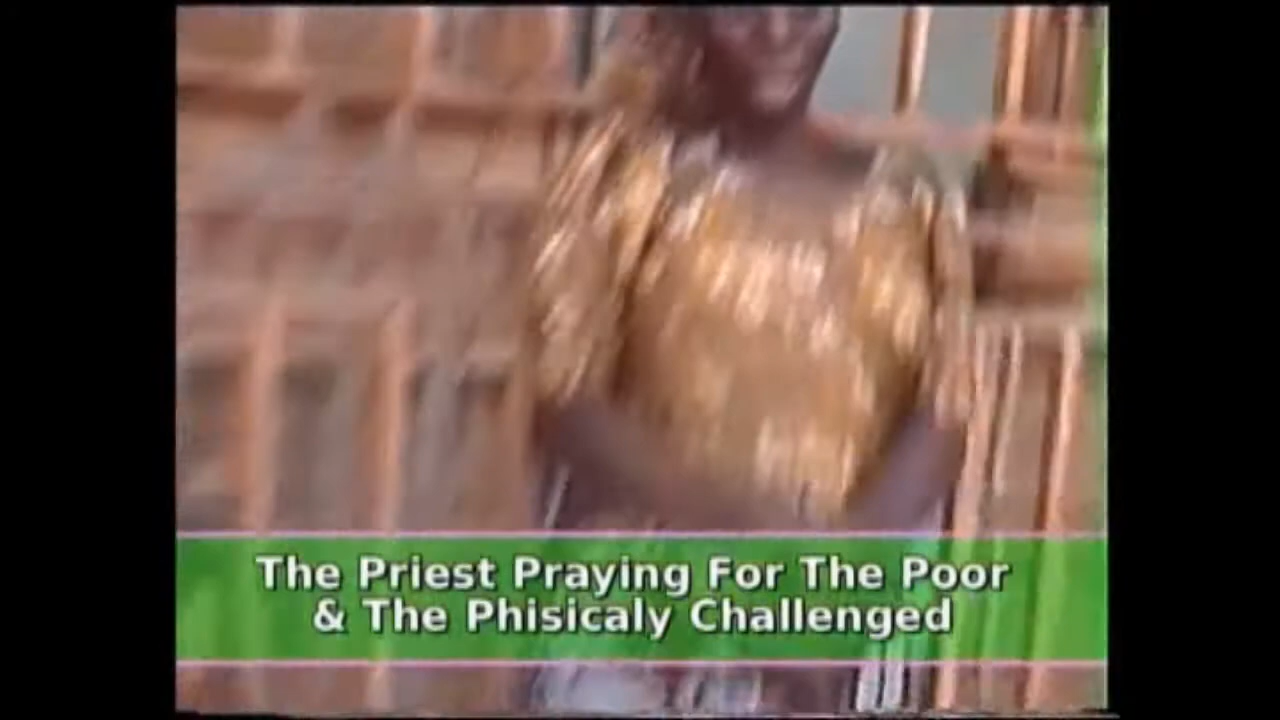 The Priest Praying For The Poor
& The Phisicaly Challenged